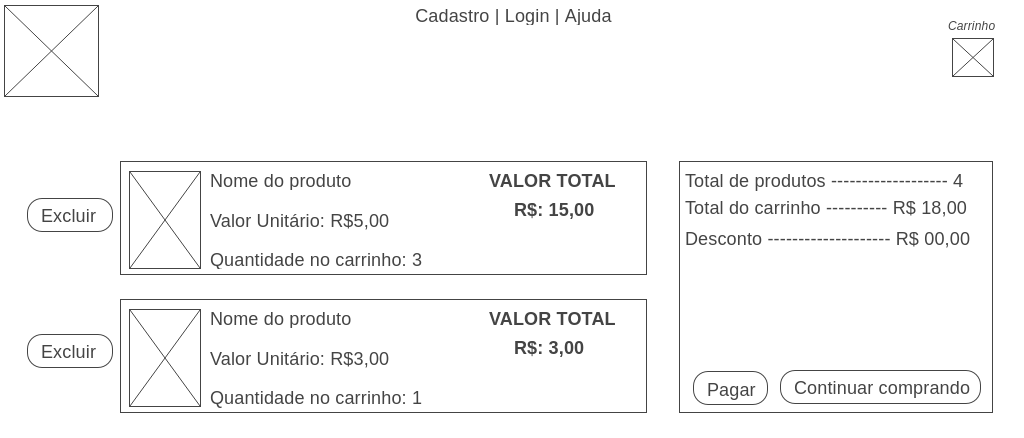 Cadastro | Login | Ajuda
Carrinho
Excluir
Nome do produto
Valor Unitário: R$5,00
Quantidade no carrinho: 3
VALOR TOTAL
R$: 15,00
Excluir
Nome do produto
Valor Unitário: R$3,00
Quantidade no carrinho: 1
VALOR TOTAL
R$: 3,00
Total de produtos ------------------- 4
Total do carrinho ---------- R$ 18,00
Desconto -------------------- R$ 00,00
Pagar
Continuar comprando